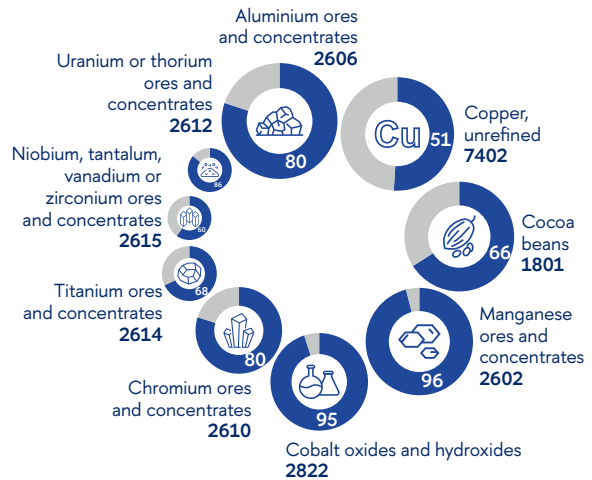 Aluminium ores
and concentrates
2606
80
Cu
51
Copper,
unrefined
7402
66
Cocoa
beans
1801
96
Manganese
ores and
concentrates
2602
95
Cobalt oxides and hydroxides
2822
80
Chromium ores
and concentrates
2610
68
Titanium ores
and concentrates
2614
60
Niobium, tantalum,
vanadium or
zirconium ores
and concentrates
2615
86
Uranium or thorium
ores and
concentrates
2612